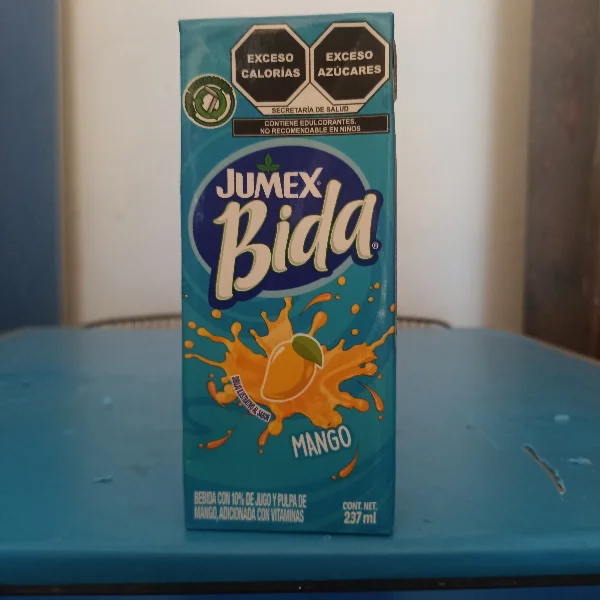 EXCESO
CALORÍAS
EXCESO
AZÚCARES
SECRETARÍA DE SALUD
CONTIENE EDULCORANTES,
NO RECOMENDABLE EN NIÑOS
JUMEX®
Bida®
MANGO
BEBIDA CON 10% DE JUGO Y PULPA DE
MANGO, ADICIONADA CON VITAMINAS
CONT. NET.
237 ml